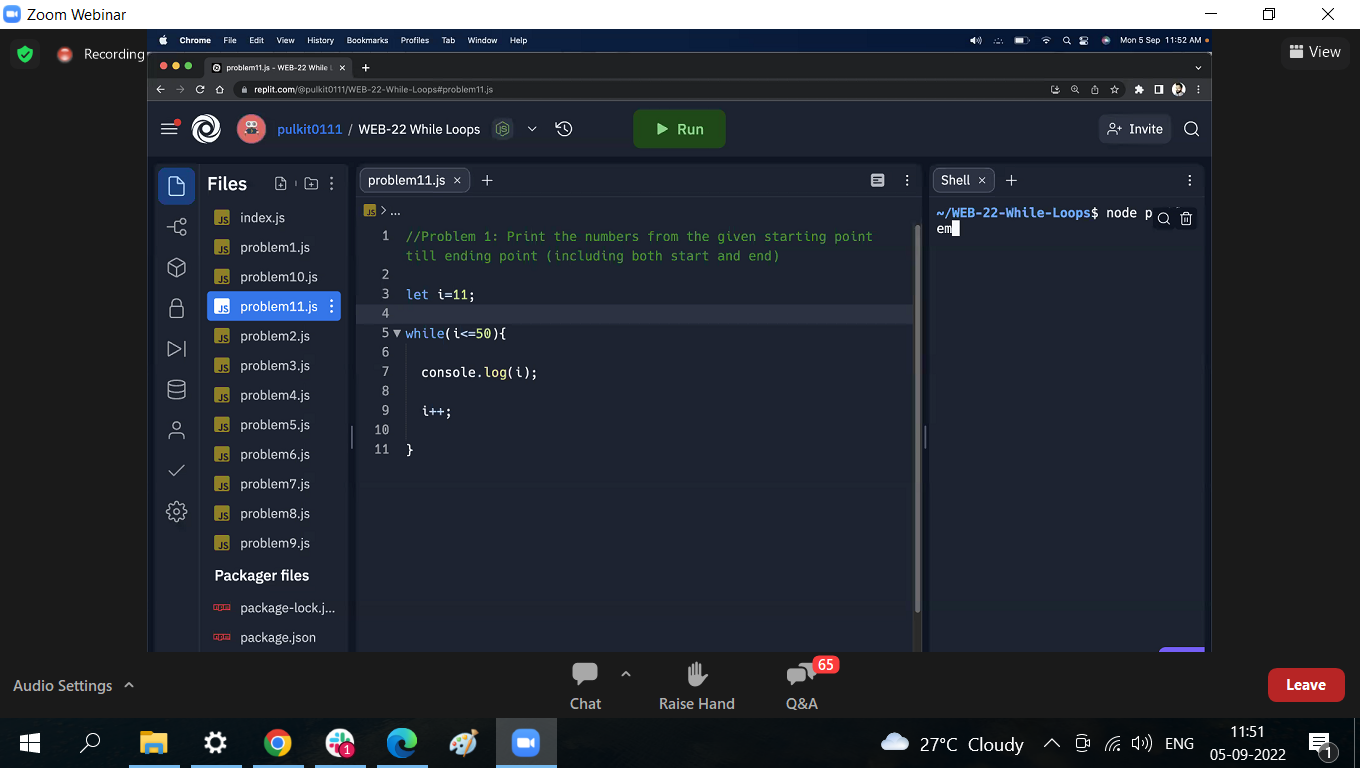 Zoom Webinar
Recording
View
Chrome File Edit View History Bookmarks Profiles Tab Window Help
Mon 5 Sep 11:52 AM
problem11.js - WEB-22 While
replit.com/@pulkit0111/WEB-22-While-Loops#problem11.js
pulkit0111 / WEB-22 While Loops
Run
Invite
Files
index.js
problem1.js
problem10.js
problem11.js
problem2.js
problem3.js
problem4.js
problem5.js
problem6.js
problem7.js
problem8.js
problem9.js
Packager files
package-lock.j...
package.json
problem11.js
JS > ...
1 //Problem 1: Print the numbers from the given starting point
till ending point (including both start and end)
2
3 let i=11;
4
5 while(i<=50){
6
7 console.log(i);
8
9 i++;
10
11 }
Shell
~/WEB-22-While-Loops$ node p
em
Audio Settings
Chat
Raise Hand
65
Q&A
Leave
1
27°C Cloudy
ENG
11:51
05-09-2022
1